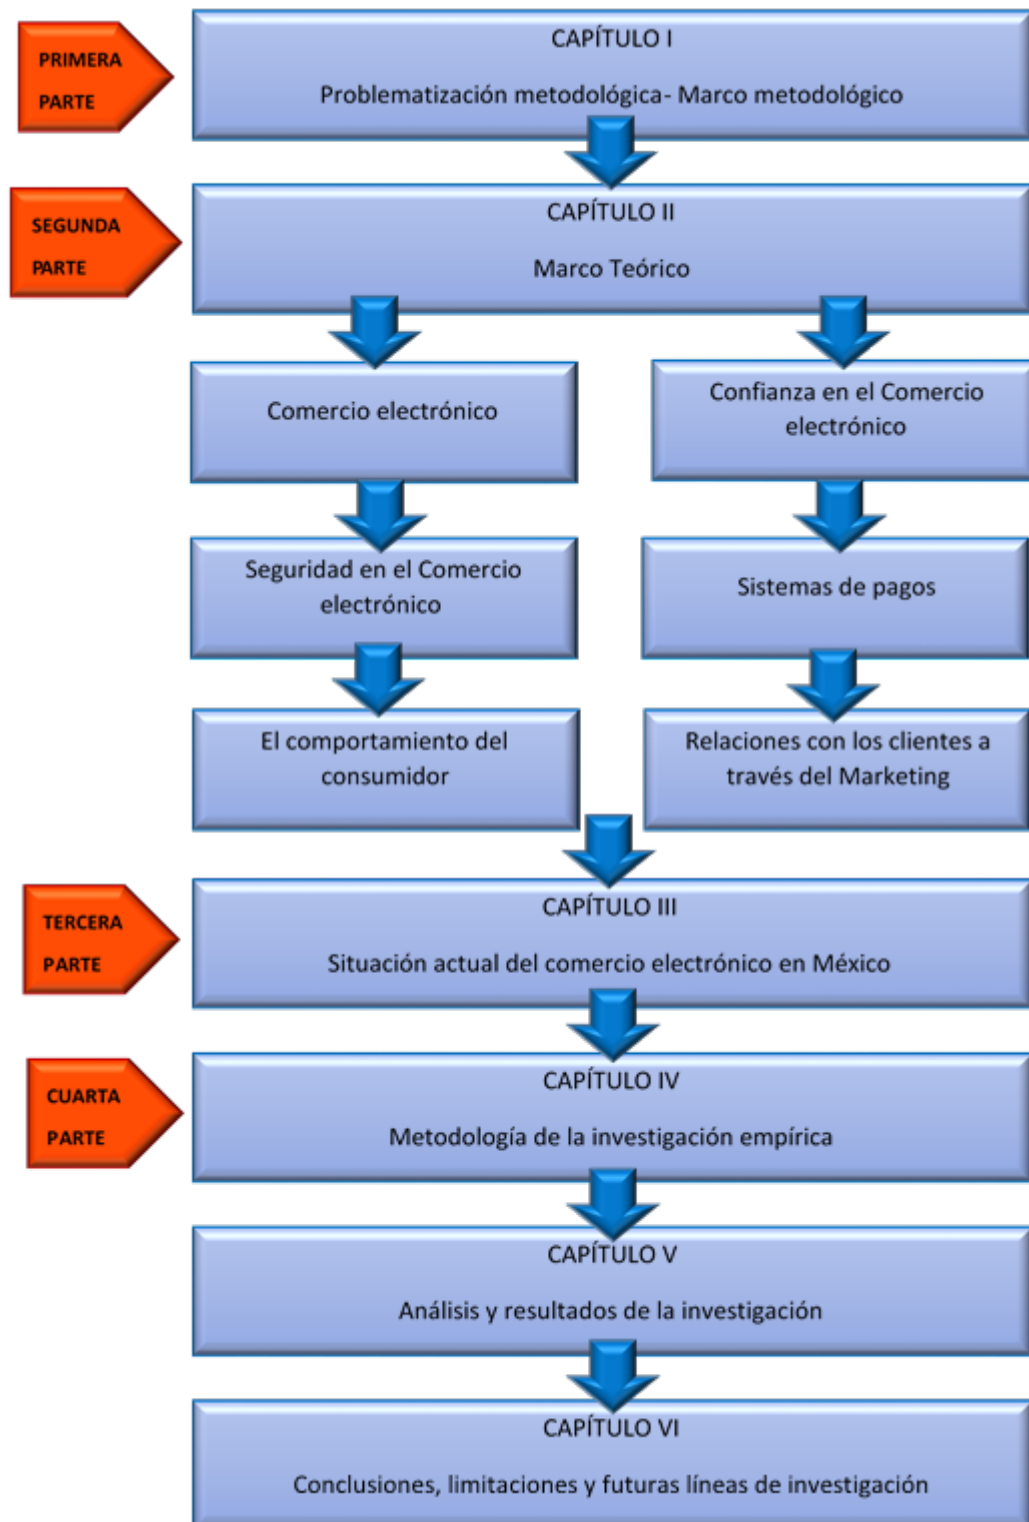 PRIMERA
PARTE
CAPÍTULO I
Problematización metodológica- Marco metodológico
SEGUNDA
PARTE
CAPÍTULO II
Marco Teórico
Comercio electrónico
Confianza en el Comercio
electrónico
Seguridad en el Comercio
electrónico
Sistemas de pagos
El comportamiento del
consumidor
Relaciones con los clientes a
través del Marketing
TERCERA
PARTE
CAPÍTULO III
Situación actual del comercio electrónico en México
CUARTA
PARTE
CAPÍTULO IV
Metodología de la investigación empírica
CAPÍTULO V
Análisis y resultados de la investigación
CAPÍTULO VI
Conclusiones, limitaciones y futuras líneas de investigación